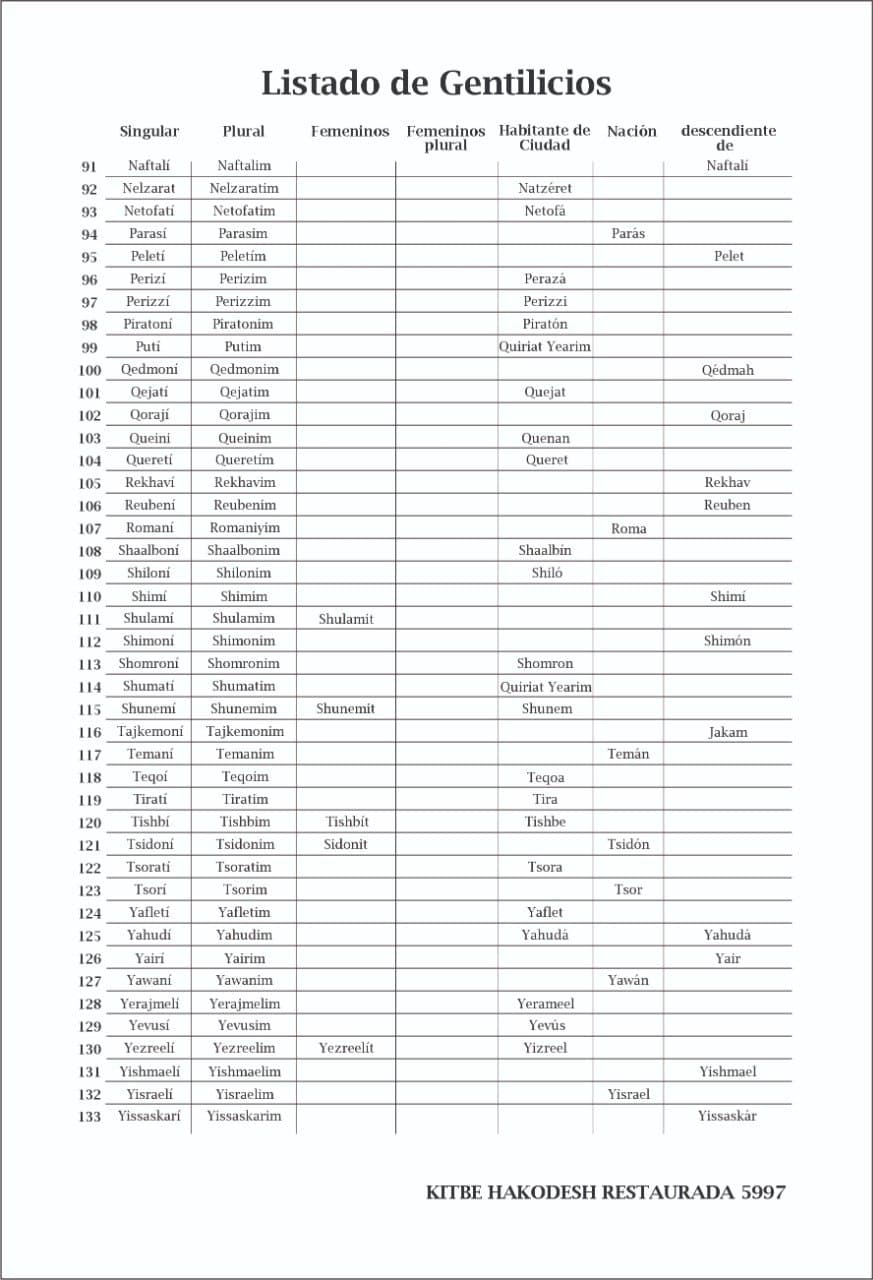 Listado de Gentilicios
Singular Plural Femeninos Femeninos plural Habitante de Ciudad Nación descendiente de
91 Naftalí Naftalim Naftalí
92 Nelzarat Nelzaratim Natzéret
93 Netofatí Netofatim Netofá
94 Parasí Parasim Parás
95 Peletí Peletím Pelet
96 Perizí Perizim Perazá
97 Perizzí Perizzim Perizzi
98 Piratoní Piratonim Piratón
99 Putí Putim Quiriat Yearim
100 Qedmoní Qedmonim Qédmah
101 Qejatí Qejatim Quejat
102 Qorají Qorajim Qoraj
103 Queini Queinim Quenan
104 Queretí Queretím Queret
105 Rekhaví Rekhavim Rekhav
106 Reubení Reubenim Reuben
107 Romaní Romaniyim Roma
108 Shaalboní Shaalbonim Shaalbín
109 Shiloní Shilonim Shiló
110 Shimí Shimim Shimí
111 Shulamí Shulamim Shulamit
112 Shimoní Shimonim Shimón
113 Shomroní Shomronim Shomron
114 Shumatí Shumatim Quiriat Yearim
115 Shunemí Shunemim Shunemit Shunem
116 Tajkemoní Tajkemonim Jakam
117 Temaní Temanim Temán
118 Teqoí Teqoim Teqoa
119 Tiratí Tiratim Tira
120 Tishbí Tishbim Tishbít Tishbe
121 Tsidoní Tsidonim Sidonit Tsidón
122 Tsoratí Tsoratim Tsora
123 Tsorí Tsorim Tsor
124 Yafletí Yafletim Yaflet
125 Yahudí Yahudim Yahudá Yahudá
126 Yairí Yairim Yair
127 Yawaní Yawanim Yawán
128 Yerajmelí Yerajmelim Yerameel
129 Yevusí Yevusim Yevús
130 Yezreelí Yezreelim Yezreelít Yizreel
131 Yishmaelí Yishmaelim Yishmael
132 Yisraelí Yisraelim Yisrael
133 Yissaskarí Yissaskarim Yissaskár
KITBE HAKODESH RESTAURADA 5997